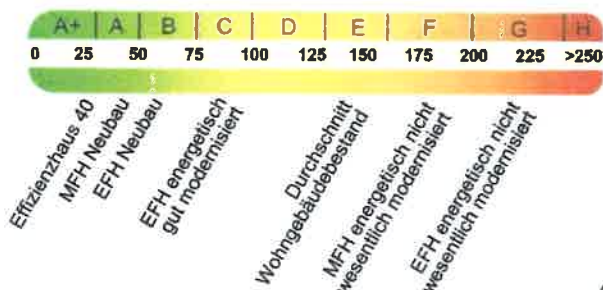 A+ A B C D E F G H
0 25 50 75 100 125 150 175 200 225 >250
Effizienzhaus 40
MFH Neubau
EFH Neubau
EFH energetisch
gut modernisiert
Durchschnitt
Wohngebäudebestand
MFH energetisch nicht
wesentlich modernisiert
EFH energetisch nicht
wesentlich modernisiert